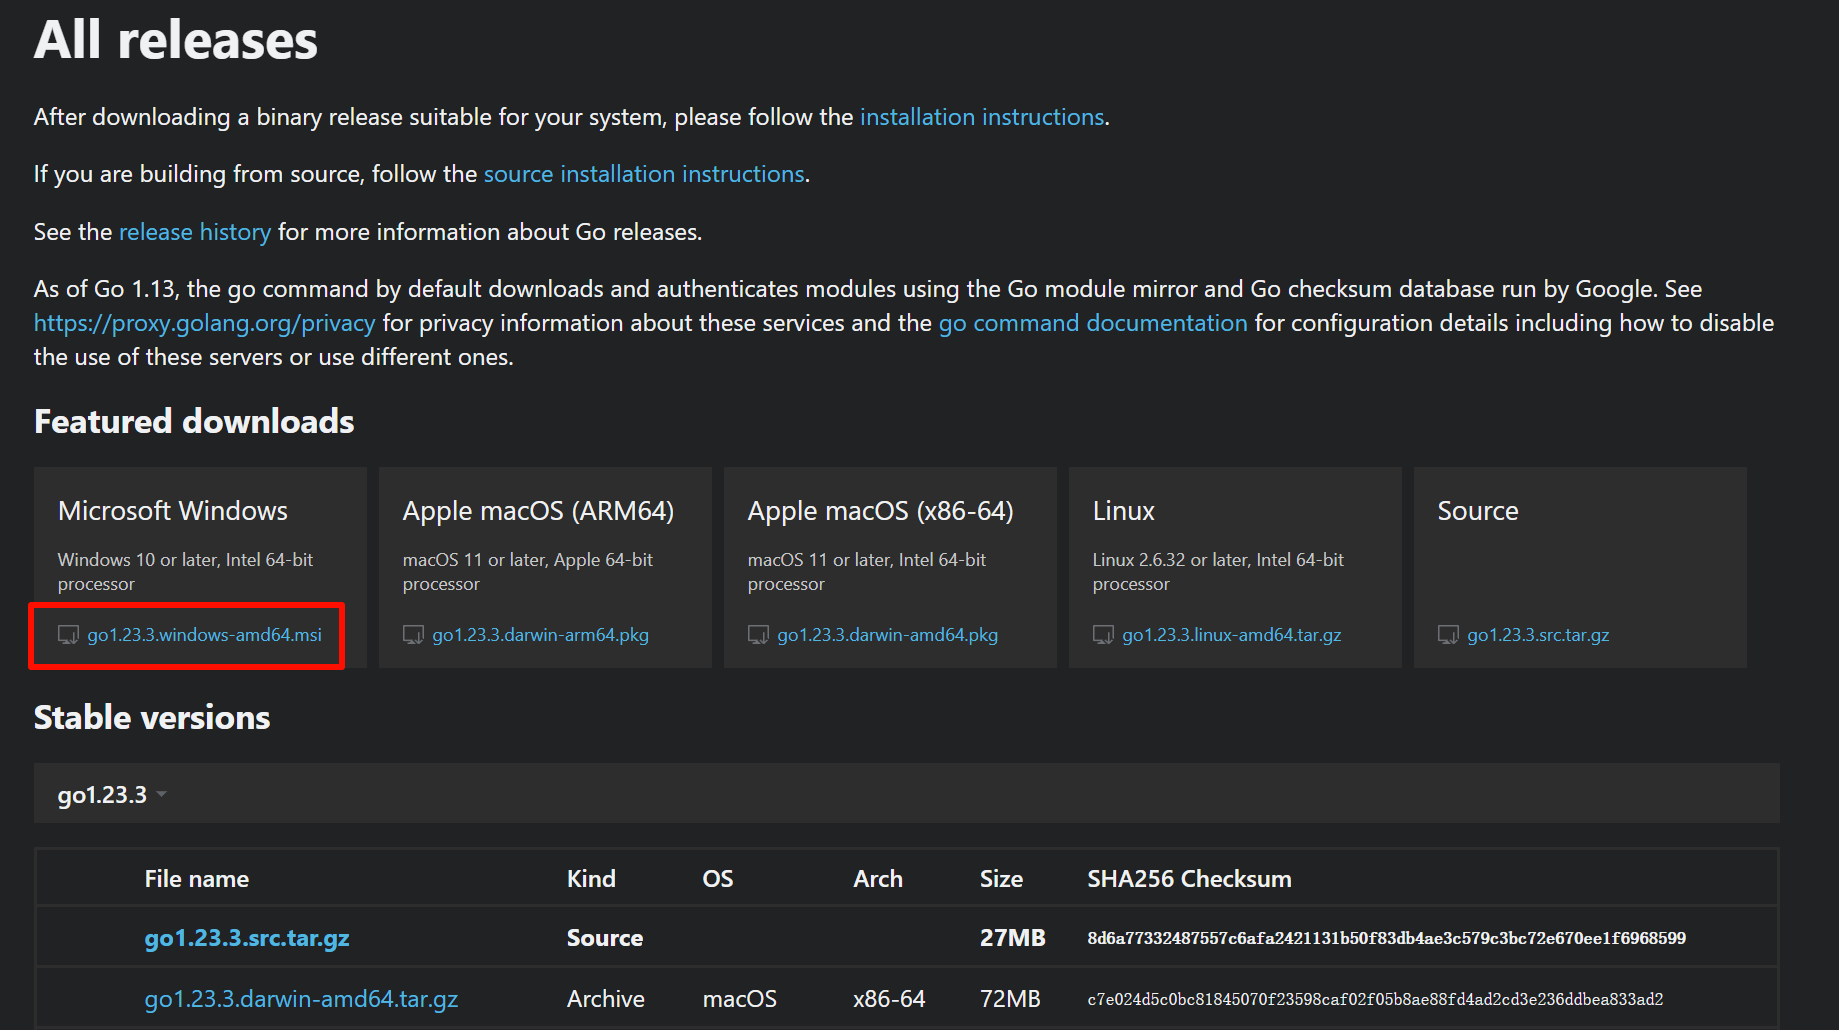 All releases
After downloading a binary release suitable for your system, please follow the installation instructions.
If you are building from source, follow the source installation instructions.
See the release history for more information about Go releases.
As of Go 1.13, the go command by default downloads and authenticates modules using the Go module mirror and Go checksum database run by Google. See
https://proxy.golang.org/privacy for privacy information about these services and the go command documentation for configuration details including how to disable
the use of these servers or use different ones.
Featured downloads
Microsoft Windows
Windows 10 or later, Intel 64-bit
processor
go1.23.3.windows-amd64.msi
Apple macOS (ARM64)
macOS 11 or later, Apple 64-bit
processor
go1.23.3.darwin-arm64.pkg
Apple macOS (x86-64)
macOS 11 or later, Intel 64-bit
processor
go1.23.3.darwin-amd64.pkg
Linux
Linux 2.6.32 or later, Intel 64-bit
processor
go1.23.3.linux-amd64.tar.gz
Source
go1.23.3.src.tar.gz
Stable versions
go1.23.3
File name Kind OS Arch Size SHA256 Checksum
go1.23.3.src.tar.gz Source 27MB 8d6a77332487557c6afa2421131b50f83db4ae3c579c3bc72e670ee1f6968599
go1.23.3.darwin-amd64.tar.gz Archive macOS x86-64 72MB c7e024d5c0bc81845070f23598caf02f05b8ae88fd4ad2cd3e236ddbea833ad2